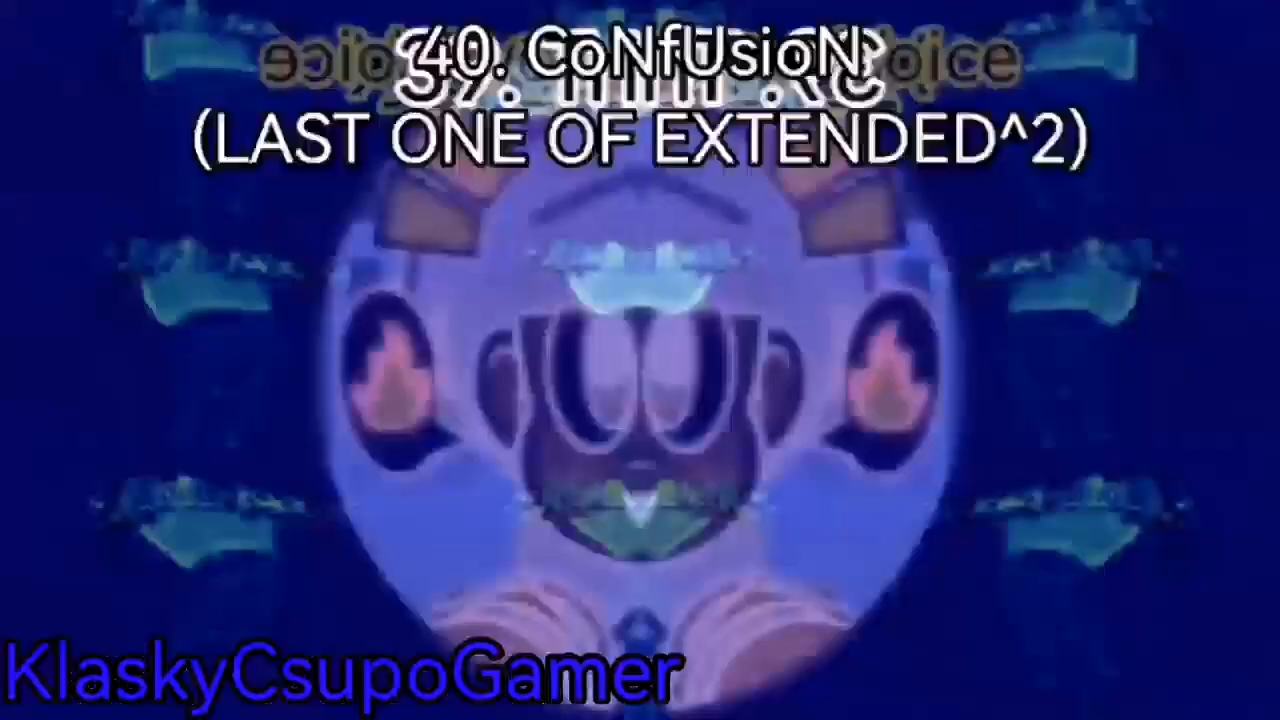 40. CoNfUsioN
(LAST ONE OF EXTENDED^2)
KlaskyCsupoGamer